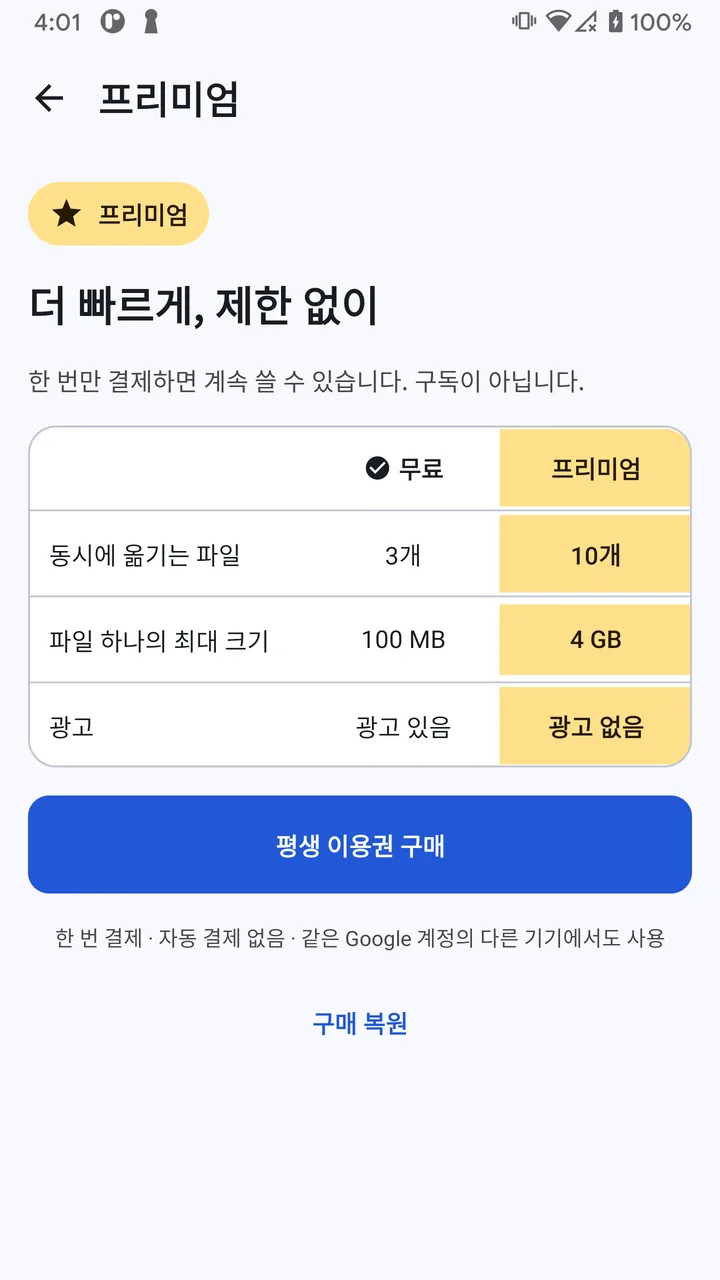 4:01 100%
프리미엄
프리미엄
더 빠르게, 제한 없이
한 번만 결제하면 계속 쓸 수 있습니다. 구독이 아닙니다.
무료 프리미엄
동시에 옮기는 파일 3개 10개
파일 하나의 최대 크기 100 MB 4 GB
광고 광고 있음 광고 없음
평생 이용권 구매
한 번 결제 · 자동 결제 없음 · 같은 Google 계정의 다른 기기에서도 사용
구매 복원